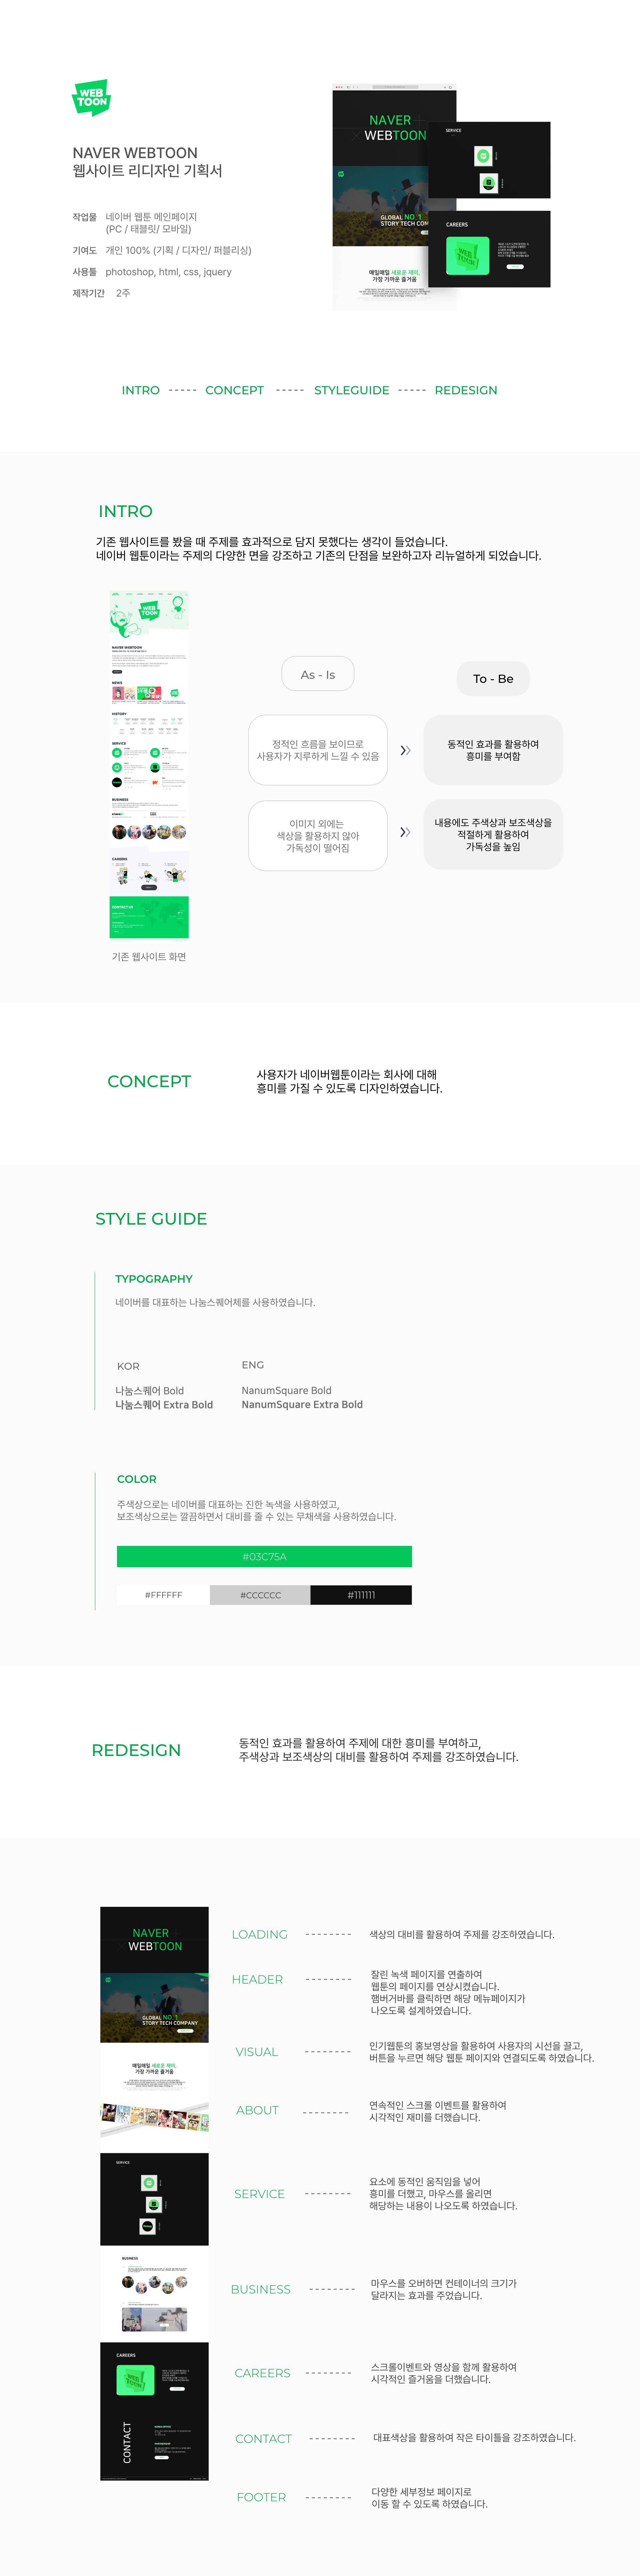 WEB
TOON
NAVER WEBTOON
웹사이트 리디자인 기획서
작업물 네이버 웹툰 메인페이지
(PC / 태블릿/ 모바일)
기여도 개인 100% (기획 / 디자인/ 퍼블리싱)
사용툴 photoshop, html, css, jquery
제작기간 2주
NAVER
WEBTOON
GLOBAL NO.1
STORY TECH COM
매일매일 새로운 재미,
가장 가까운 즐거움
SERVICE
CAREERS
INTRO ----- CONCEPT ----- STYLEGUIDE ----- REDESIGN
INTRO
기존 웹사이트를 봤을 때 주제를 효과적으로 담지 못했다는 생각이 들었습니다.
네이버 웹툰이라는 주제의 다양한 면을 강조하고 기존의 단점을 보완하고자 리뉴얼하게 되었습니다.
WEB
TOON
NAVER WEBTOON
NEWS
HISTORY
SERVICE
BUSINESS
CAREERS
CONTACT US
기존 웹사이트 화면
As - Is
To - Be
정적인 흐름을 보이므로
사용자가 지루하게 느낄 수 있음
동적인 효과를 활용하여
흥미를 부여함
이미지 외에는
색상을 활용하지 않아
가독성이 떨어짐
내용에도 주색상과 보조색상을
적절하게 활용하여
가독성을 높임
CONCEPT
사용자가 네이버웹툰이라는 회사에 대해
흥미를 가질 수 있도록 디자인하였습니다.
STYLE GUIDE
TYPOGRAPHY
네이버를 대표하는 나눔스퀘어체를 사용하였습니다.
KOR
나눔스퀘어 Bold
나눔스퀘어 Extra Bold
ENG
NanumSquare Bold
NanumSquare Extra Bold
COLOR
주색상으로는 네이버를 대표하는 진한 녹색을 사용하였고,
보조색상으로는 깔끔하면서 대비를 줄 수 있는 무채색을 사용하였습니다.
#03C75A
#FFFFFF #CCCCCC #111111
REDESIGN
동적인 효과를 활용하여 주제에 대한 흥미를 부여하고,
주색상과 보조색상의 대비를 활용하여 주제를 강조하였습니다.
NAVER
WEBTOON
GLOBAL NO.1
STORY TECH COMPANY
매일매일 새로운 재미,
가장 가까운 즐거움
SERVICE
BUSINESS
CAREERS
CONTACT
LOADING -------- 색상의 대비를 활용하여 주제를 강조하였습니다.
HEADER -------- 잘린 녹색 페이지를 연출하여
웹툰의 페이지를 연상시켰습니다.
햄버거바를 클릭하면 해당 메뉴페이지가
나오도록 설계하였습니다.
VISUAL -------- 인기웹툰의 홍보영상을 활용하여 사용자의 시선을 끌고,
버튼을 누르면 해당 웹툰 페이지와 연결되도록 하였습니다.
ABOUT -------- 연속적인 스크롤 이벤트를 활용하여
시각적인 재미를 더했습니다.
SERVICE -------- 요소에 동적인 움직임을 넣어
흥미를 더했고, 마우스를 올리면
해당하는 내용이 나오도록 하였습니다.
BUSINESS -------- 마우스를 오버하면 컨테이너의 크기가
달라지는 효과를 주었습니다.
CAREERS -------- 스크롤이벤트와 영상을 함께 활용하여
시각적인 즐거움을 더했습니다.
CONTACT -------- 대표색상을 활용하여 작은 타이틀을 강조하였습니다.
FOOTER -------- 다양한 세부정보 페이지로
이동 할 수 있도록 하였습니다.